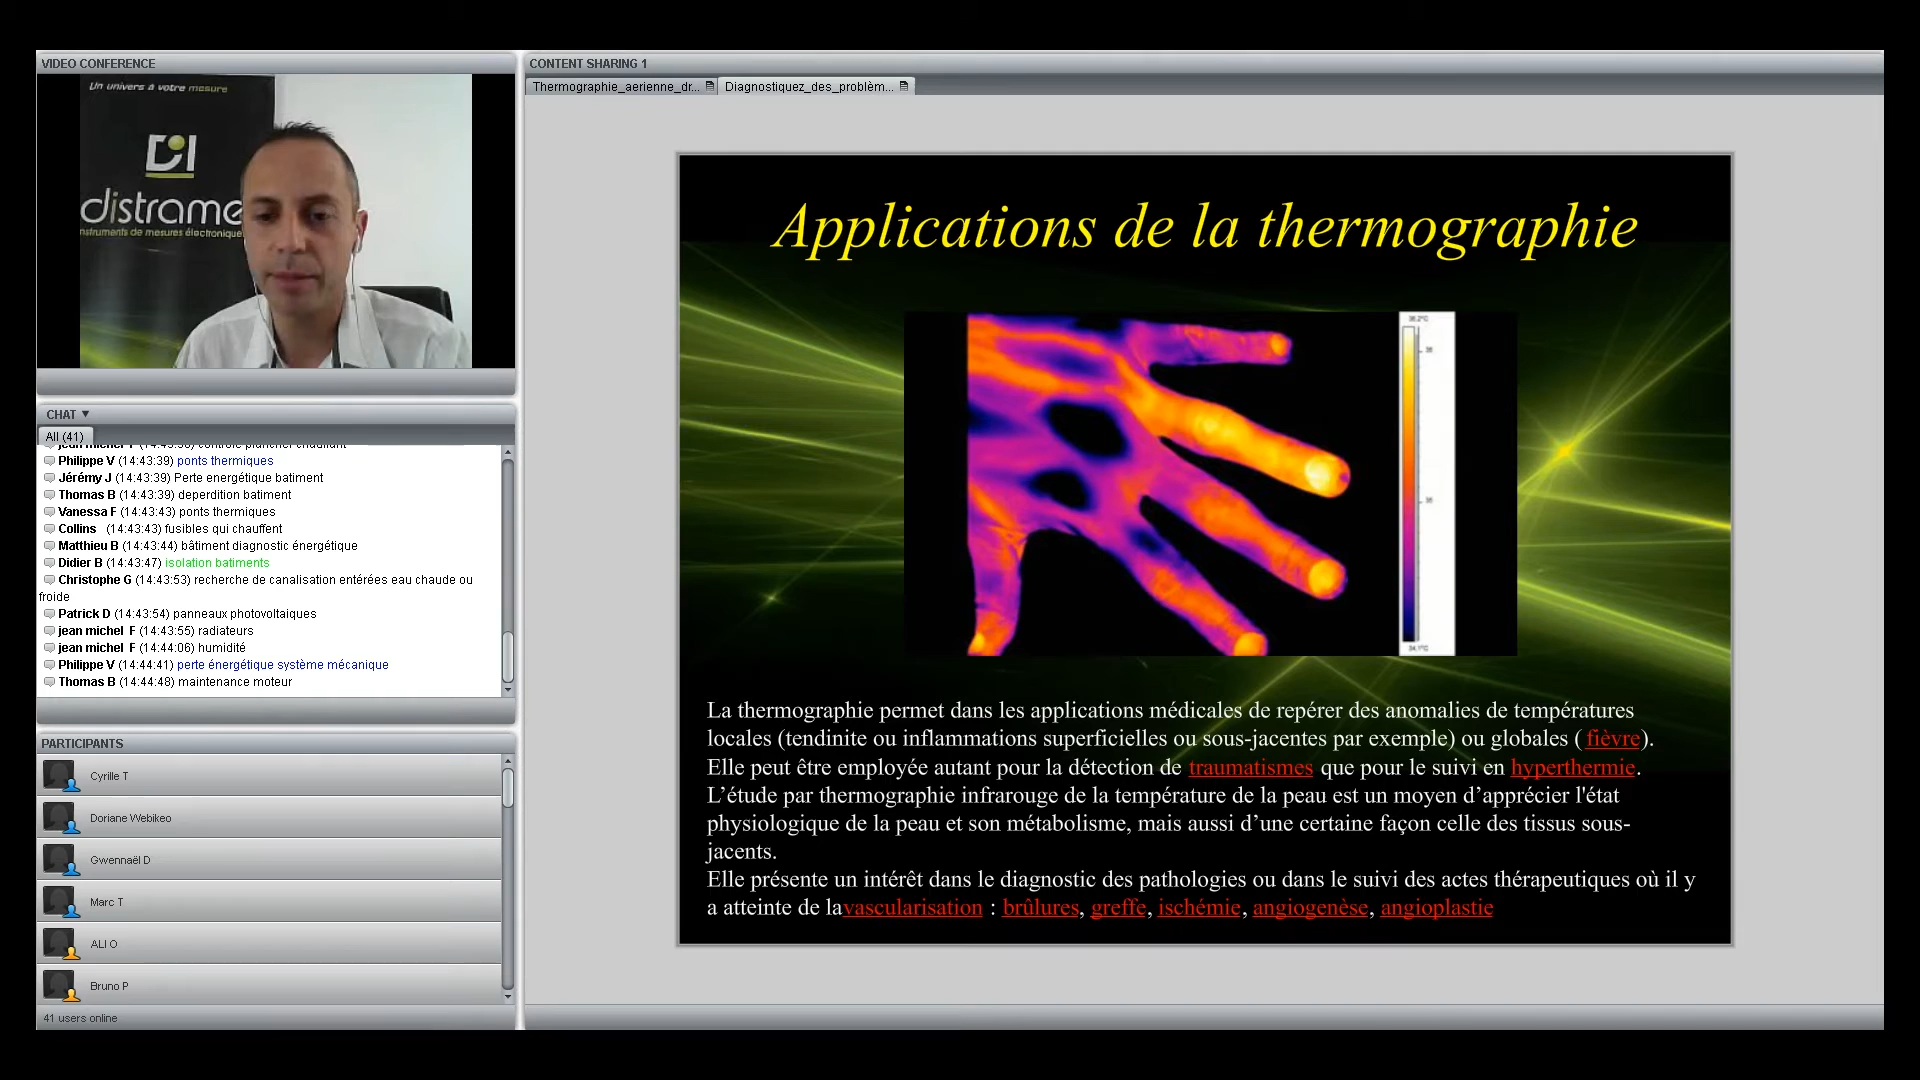 VIDEO CONFERENCE
Un univers à votre mesure
distrame
instruments de mesures électronique
CHAT ▼
All (41)
jean michel F (14:43:38) controle plancher chauffant
Philippe V (14:43:39) ponts thermiques
Jérémy J (14:43:39) Perte energétique batiment
Thomas B (14:43:39) deperdition batiment
Vanessa F (14:43:43) ponts thermiques
Collins (14:43:43) fusibles qui chauffent
Matthieu B (14:43:44) bâtiment diagnostic énergétique
Didier B (14:43:47) isolation batiments
Christophe G (14:43:53) recherche de canalisation entérées eau chaude ou
froide
Patrick D (14:43:54) panneaux photovoltaiques
jean michel F (14:43:55) radiateurs
jean michel F (14:44:06) humidité
Philippe V (14:44:41) perte énergétique système mécanique
Thomas B (14:44:48) maintenance moteur
PARTICIPANTS
Cyrille T
Doriane Webikeo
Gwennaël D
Marc T
ALI O
Bruno P
41 users online
CONTENT SHARING 1
Thermographie_aerienne_dr...
Diagnostiquez_des_problèm...
Applications de la thermographie
La thermographie permet dans les applications médicales de repérer des anomalies de températures
locales (tendinite ou inflammations superficielles ou sous-jacentes par exemple) ou globales ( fièvre).
Elle peut être employée autant pour la détection de traumatismes que pour le suivi en hyperthermie.
L’étude par thermographie infrarouge de la température de la peau est un moyen d’apprécier l'état
physiologique de la peau et son métabolisme, mais aussi d’une certaine façon celle des tissus sous-
jacents.
Elle présente un intérêt dans le diagnostic des pathologies ou dans le suivi des actes thérapeutiques où il y
a atteinte de lavascularisation : brûlures, greffe, ischémie, angiogenèse, angioplastie